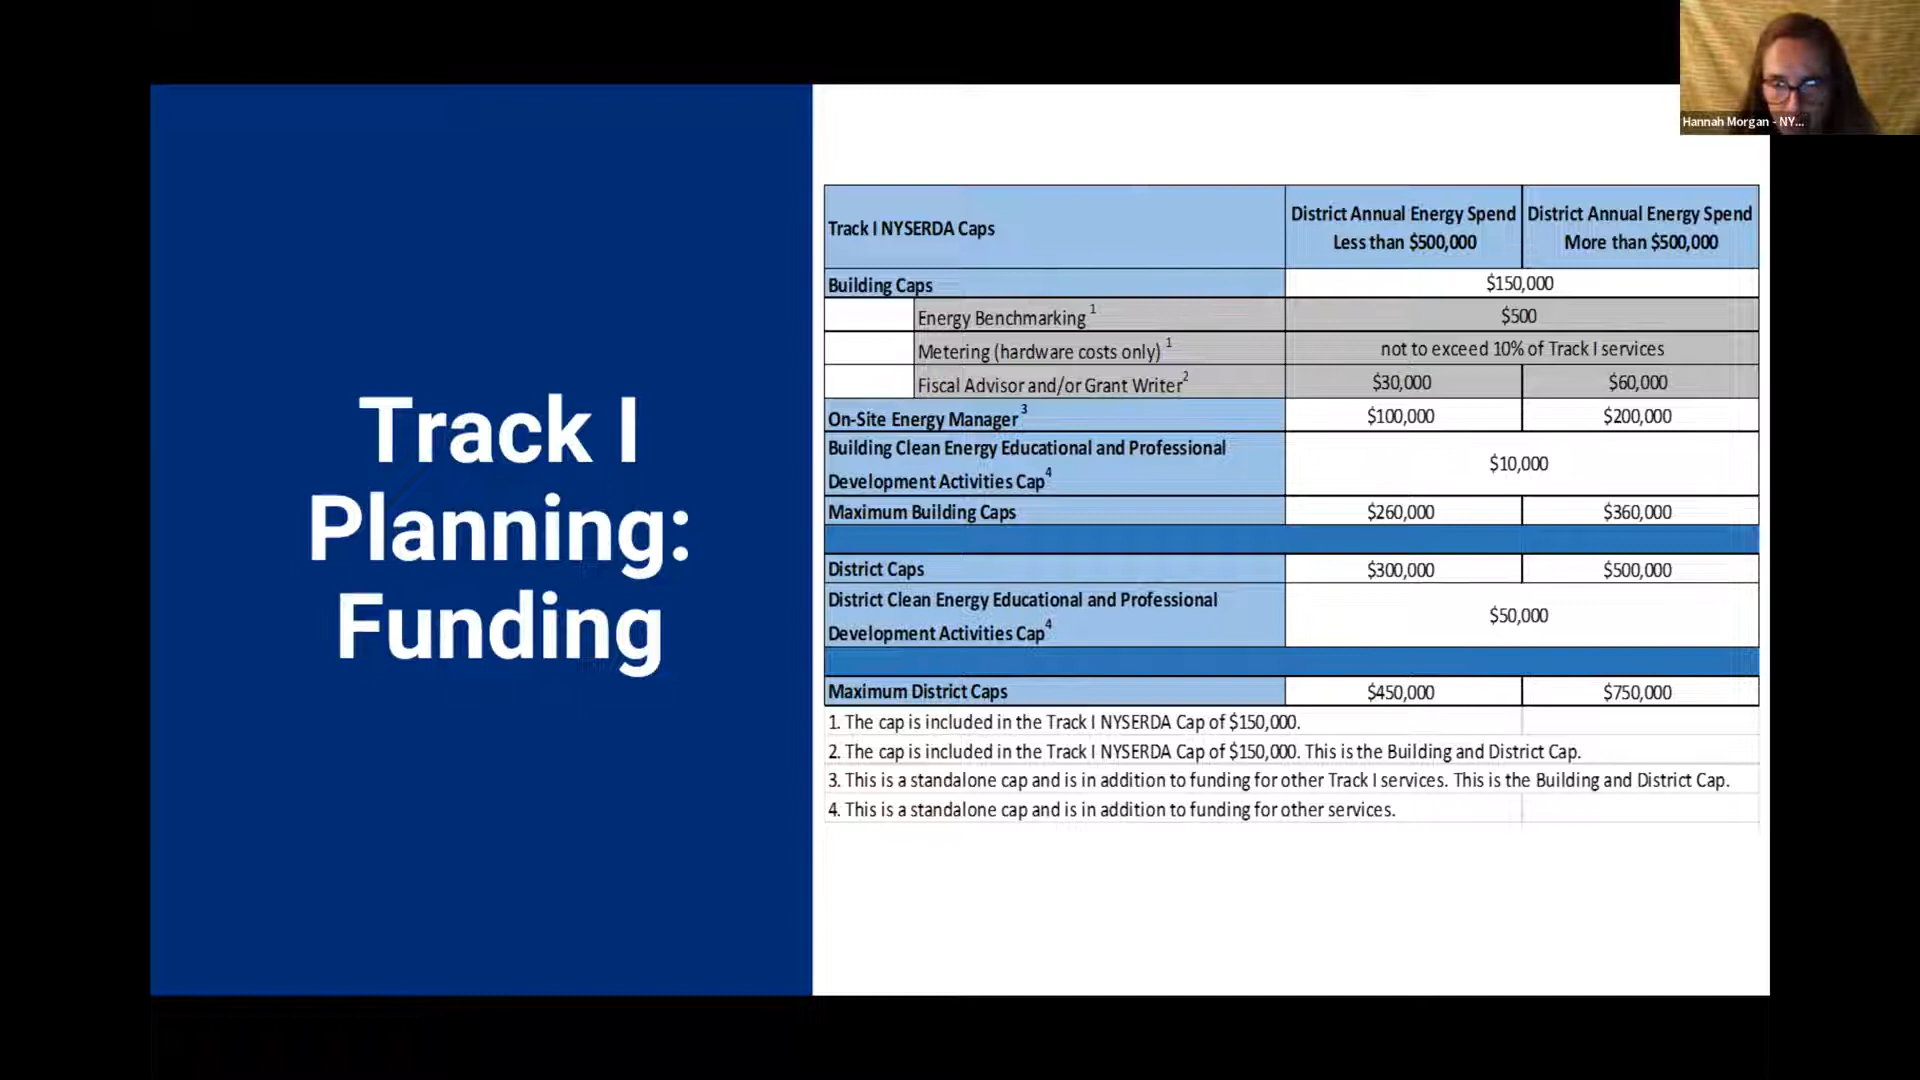 Hannah Morgan - NY...
Track I
Planning:
Funding
Track I NYSERDA Caps
District Annual Energy Spend
Less than $500,000
District Annual Energy Spend
More than $500,000
Building Caps
$150,000
Energy Benchmarking 1
$500
Metering (hardware costs only) 1
not to exceed 10% of Track I services
Fiscal Advisor and/or Grant Writer2
$30,000
$60,000
On-Site Energy Manager 3
$100,000
$200,000
Building Clean Energy Educational and Professional
Development Activities Cap4
$10,000
Maximum Building Caps
$260,000
$360,000
District Caps
$300,000
$500,000
District Clean Energy Educational and Professional
Development Activities Cap4
$50,000
Maximum District Caps
$450,000
$750,000
1. The cap is included in the Track I NYSERDA Cap of $150,000.
2. The cap is included in the Track I NYSERDA Cap of $150,000. This is the Building and District Cap.
3. This is a standalone cap and is in addition to funding for other Track I services. This is the Building and District Cap.
4. This is a standalone cap and is in addition to funding for other services.